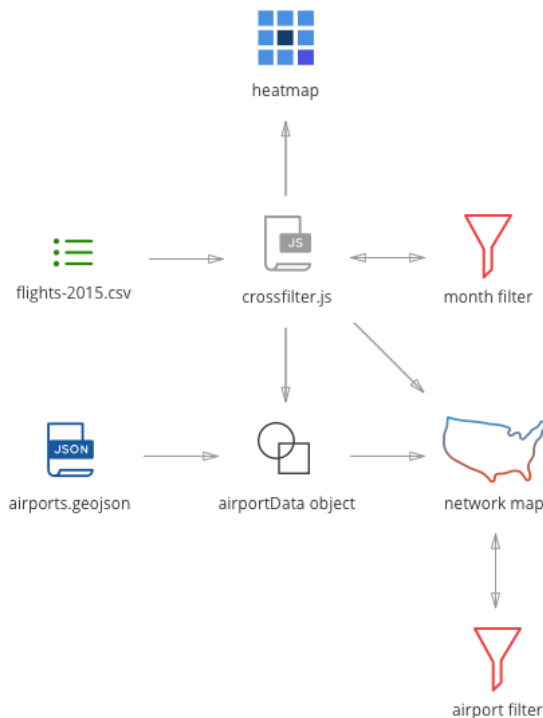 heatmap
JS
flights-2015.csv
crossfilter.js
month filter
JSON
airports.geojson
airportData object
network map
airport filter